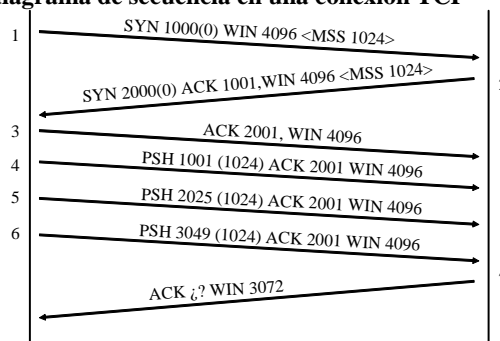 diagrama de secuencia en una conexión TCP
1
SYN 1000(0) WIN 4096 <MSS 1024>
SYN 2000(0) ACK 1001,WIN 4096 <MSS 1024>
3
ACK 2001, WIN 4096
4
PSH 1001 (1024) ACK 2001 WIN 4096
5
PSH 2025 (1024) ACK 2001 WIN 4096
6
PSH 3049 (1024) ACK 2001 WIN 4096
ACK ¿? WIN 3072